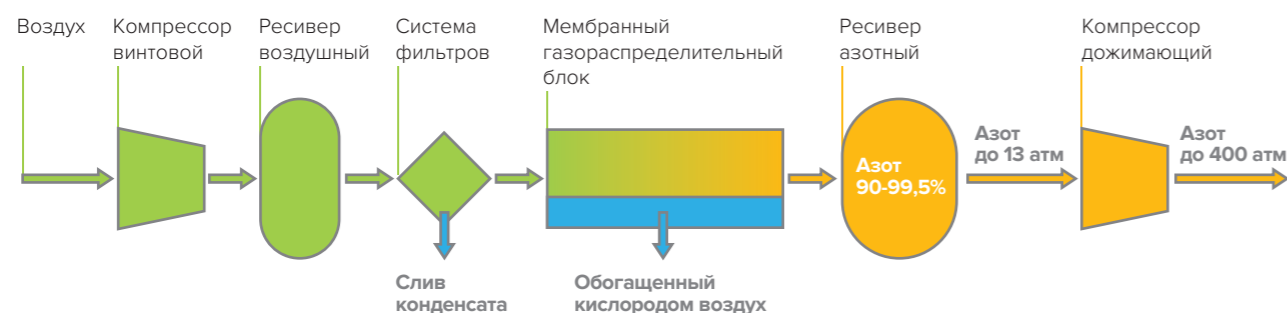 Воздух
Компрессор
винтовой
Ресивер
воздушный
Система
фильтров
Мембранный
газораспределительный
блок
Ресивер
азотный
Компрессор
дожимающий
Азот
90-99,5%
Азот
до 13 атм
Азот
до 400 атм
Слив
конденсата
Обогащенный
кислородом воздух